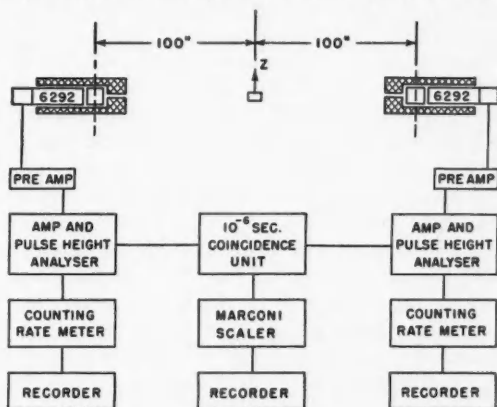 100" 100"
Z
6292 6292
PRE AMP PRE AMP
AMP AND PULSE HEIGHT ANALYSER
10⁻⁶ SEC. COINCIDENCE UNIT
AMP AND PULSE HEIGHT ANALYSER
COUNTING RATE METER
MARCONI SCALER
COUNTING RATE METER
RECORDER RECORDER RECORDER